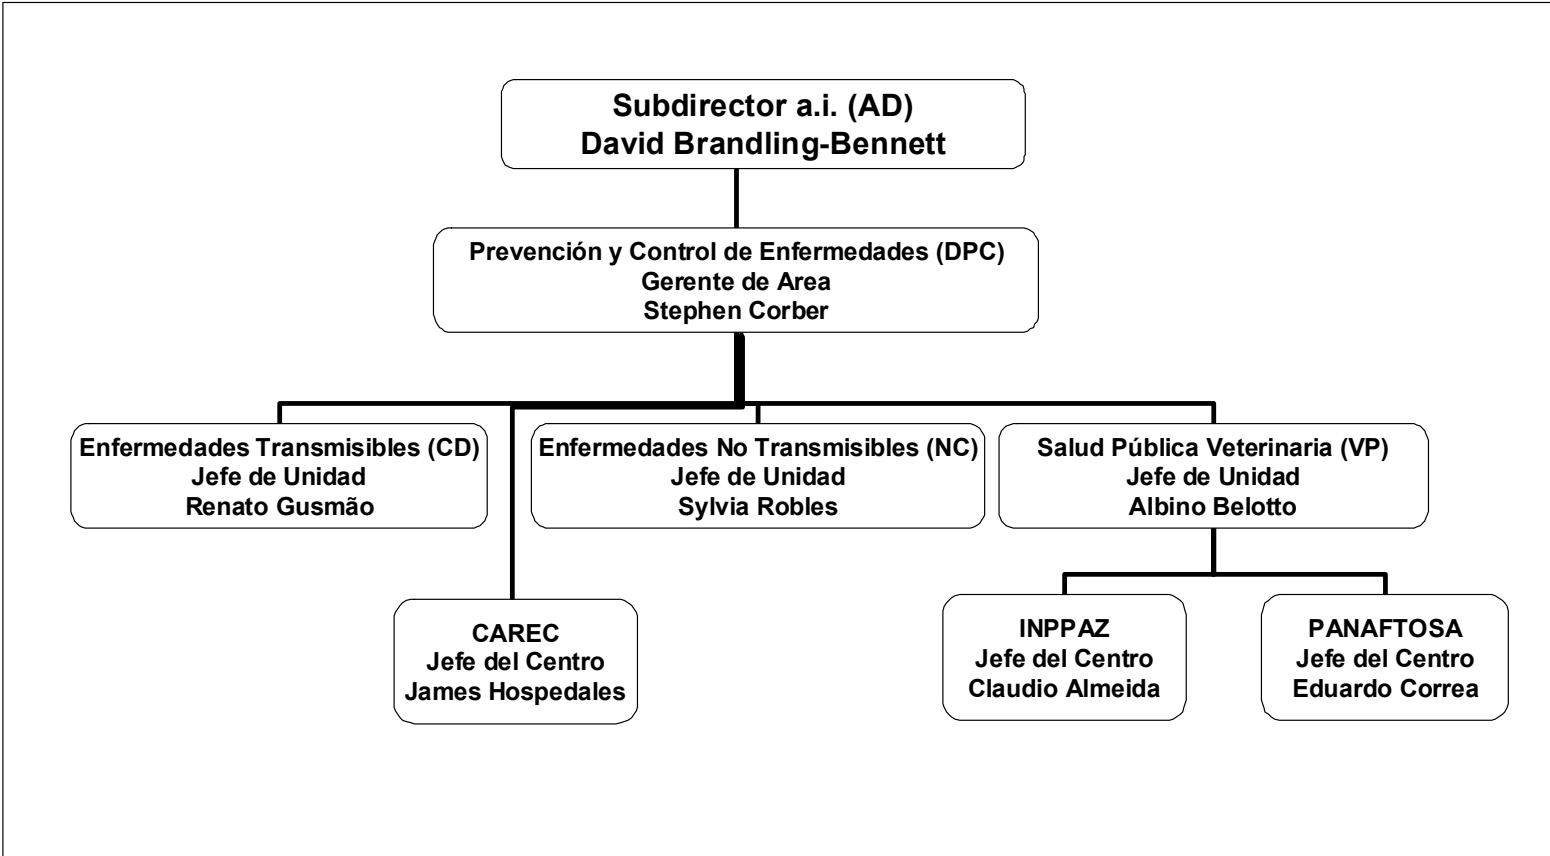 Subdirector a.i. (AD)
David Brandling-Bennett
Prevención y Control de Enfermedades (DPC)
Gerente de Area
Stephen Corber
Enfermedades Transmisibles (CD)
Jefe de Unidad
Renato Gusmão
Enfermedades No Transmisibles (NC)
Jefe de Unidad
Sylvia Robles
Salud Pública Veterinaria (VP)
Jefe de Unidad
Albino Belotto
CAREC
Jefe del Centro
James Hospedales
INPPAZ
Jefe del Centro
Claudio Almeida
PANAFTOSA
Jefe del Centro
Eduardo Correa